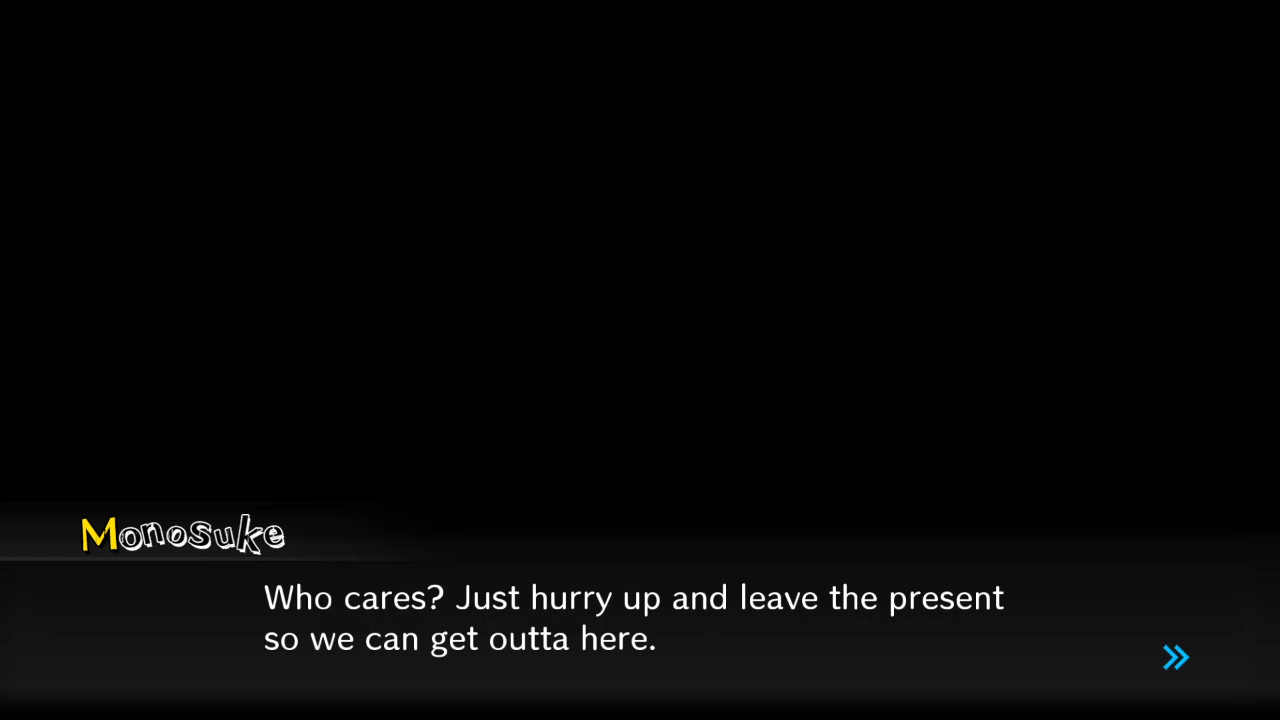 Monosuke
Who cares? Just hurry up and leave the present
so we can get outta here.